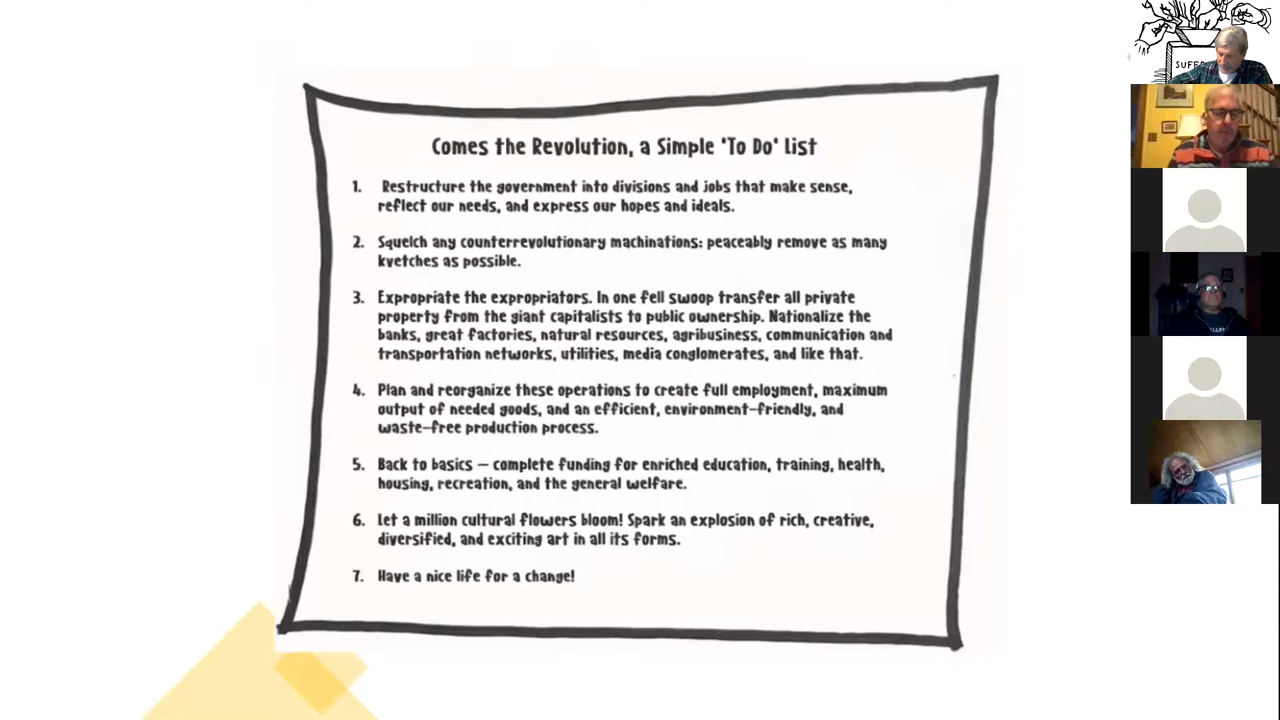 Comes the Revolution, a Simple 'To Do' List
1. Restructure the government into divisions and jobs that make sense,
reflect our needs, and express our hopes and ideals.
2. Squelch any counterrevolutionary machinations: peaceably remove as many
kvetches as possible.
3. Expropriate the expropriators. In one fell swoop transfer all private
property from the giant capitalists to public ownership. Nationalize the
banks, great factories, natural resources, agribusiness, communication and
transportation networks, utilities, media conglomerates, and like that.
4. Plan and reorganize these operations to create full employment, maximum
output of needed goods, and an efficient, environment-friendly, and
waste-free production process.
5. Back to basics – complete funding for enriched education, training, health,
housing, recreation, and the general welfare.
6. Let a million cultural flowers bloom! Spark an explosion of rich, creative,
diversified, and exciting art in all its forms.
7. Have a nice life for a change!